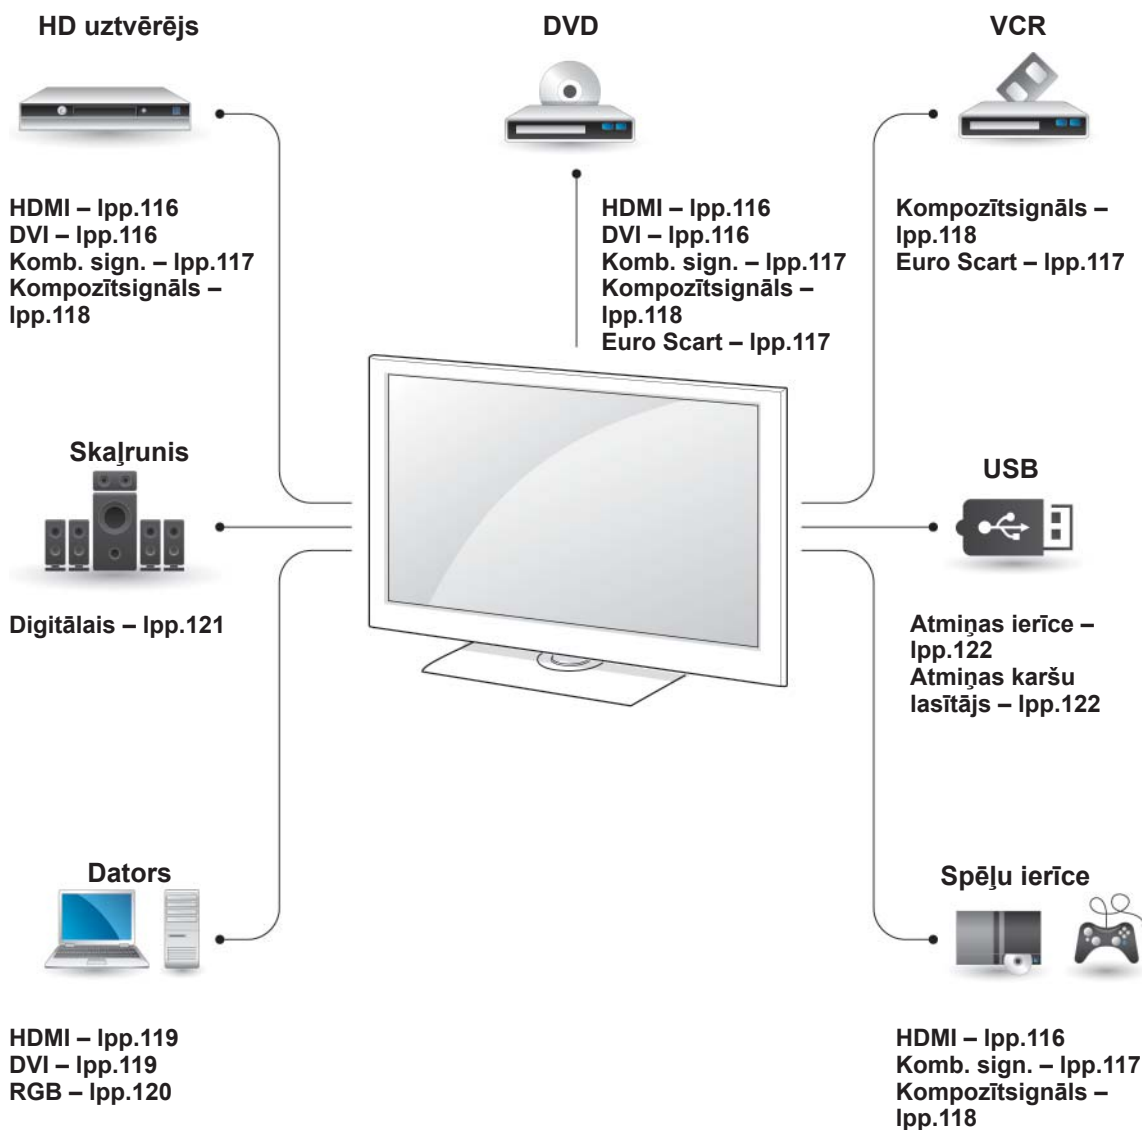 HD uztvērējs
HDMI – lpp.116
DVI – lpp.116
Komb. sign. – lpp.117
Kompozītsignāls –
lpp.118
DVD
HDMI – lpp.116
DVI – lpp.116
Komb. sign. – lpp.117
Kompozītsignāls –
lpp.118
Euro Scart – lpp.117
VCR
Kompozītsignāls –
lpp.118
Euro Scart – lpp.117
Skaļrunis
Digitālais – lpp.121
USB
Atmiņas ierīce –
lpp.122
Atmiņas karšu
lasītājs – lpp.122
Dators
HDMI – lpp.119
DVI – lpp.119
RGB – lpp.120
Spēļu ierīce
HDMI – lpp.116
Komb. sign. – lpp.117
Kompozītsignāls –
lpp.118